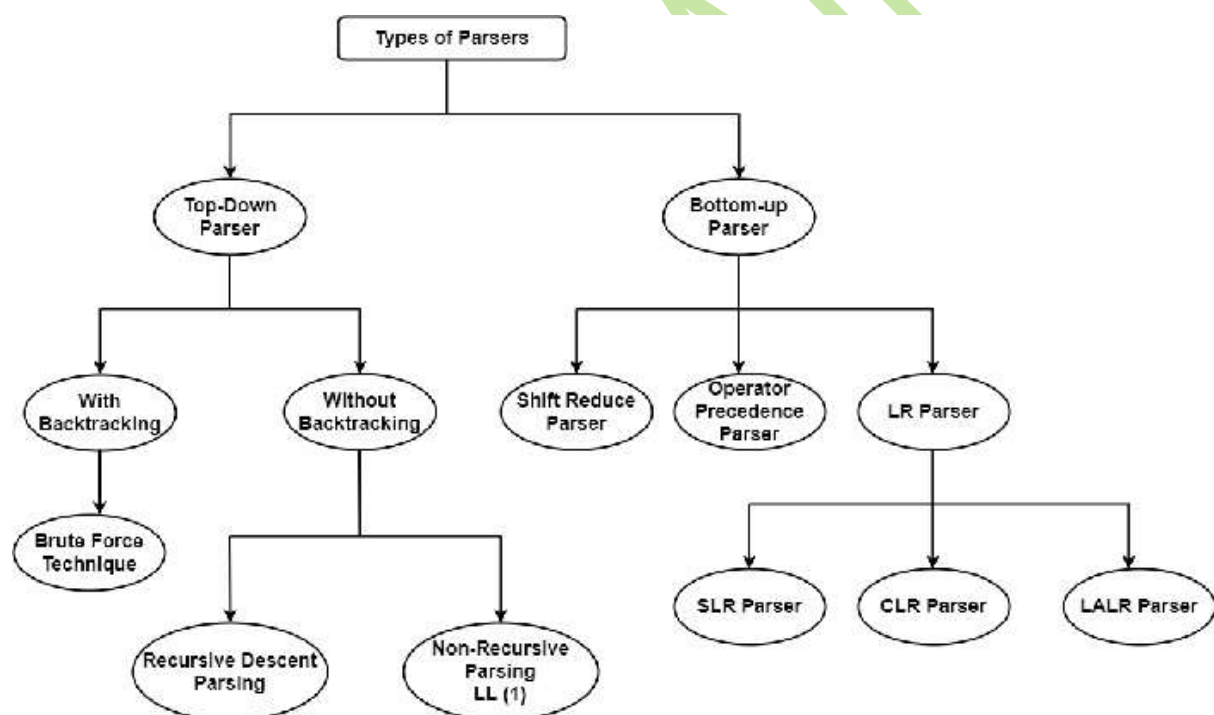 Types of Parsers
Top-Down
Parser
Bottom-up
Parser
With
Backtracking
Without
Backtracking
Shift Reduce
Parser
Operator
Precedence
Parser
LR Parser
Brute Force
Technique
SLR Parser
CLR Parser
LALR Parser
Recursive Descent
Parsing
Non-Recursive
Parsing
LL (1)